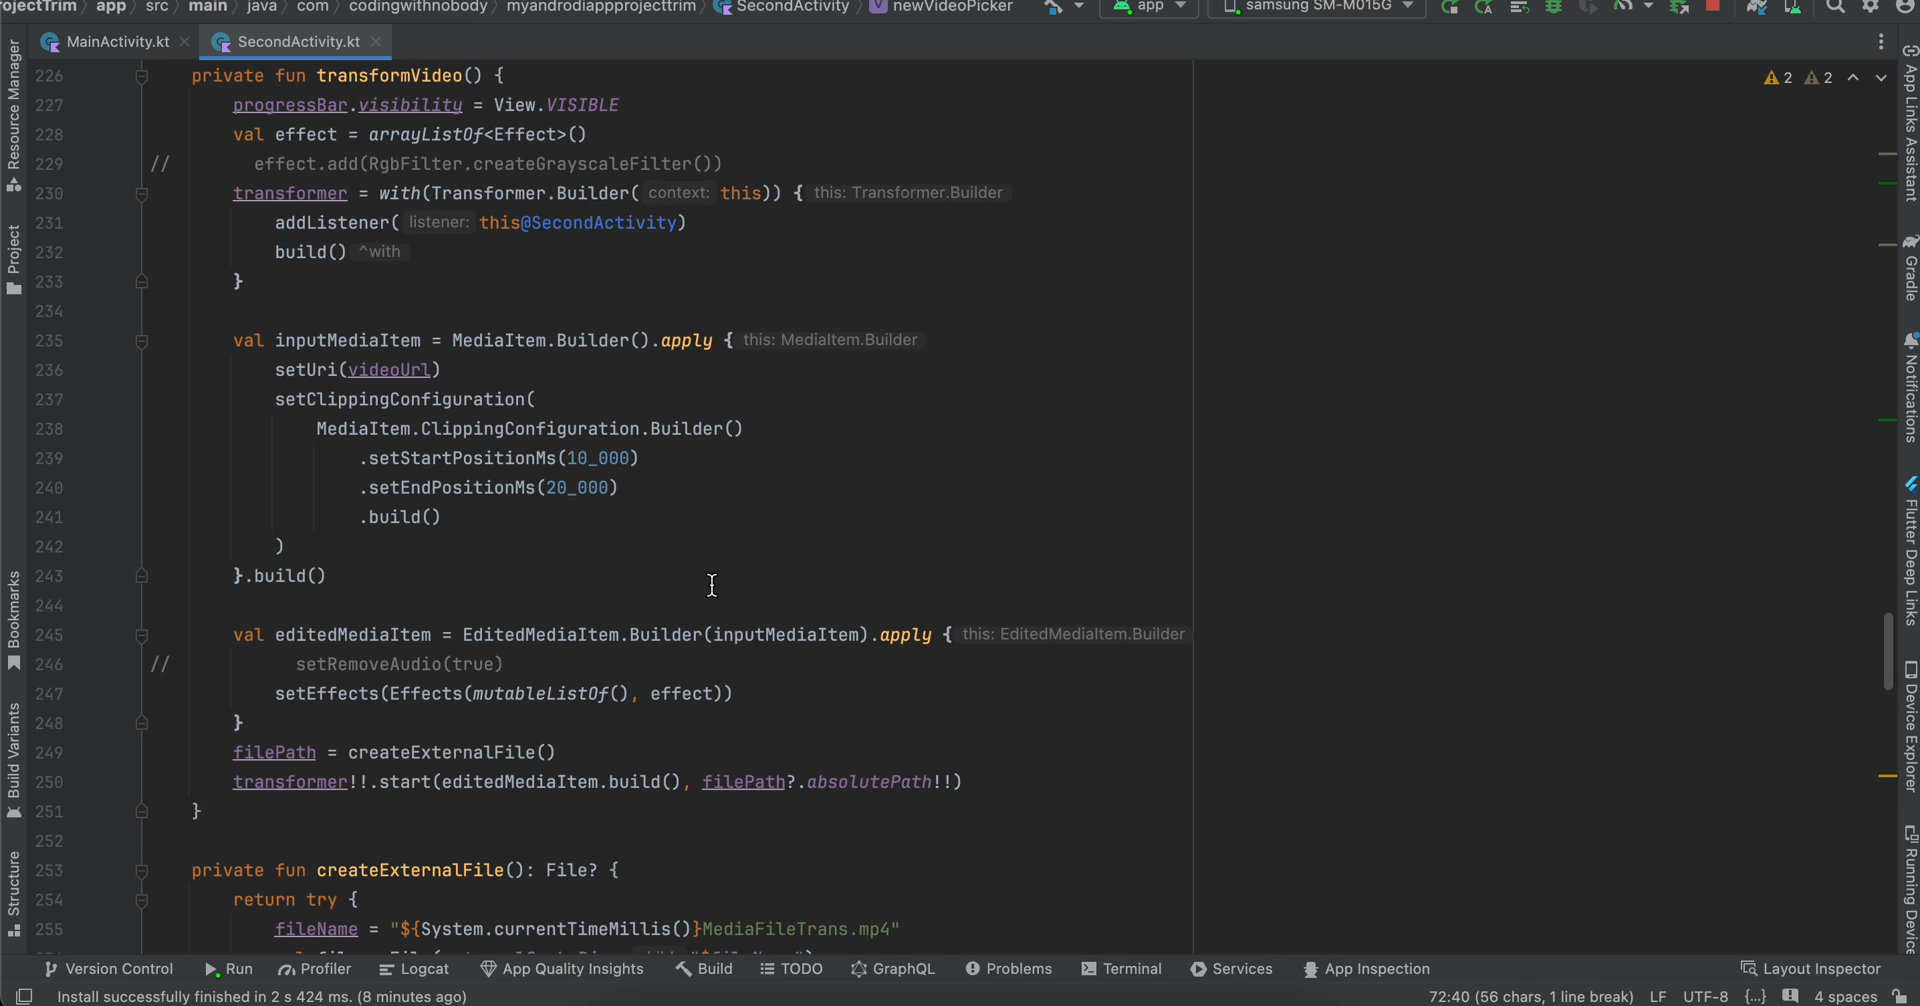 rojectTrim app src main java com codingwithnobody myandrodiappprojecttrim SecondActivity newVideoPicker app samsung SM-M015G
MainActivity.kt SecondActivity.kt
2 2
226 private fun transformVideo() {
227 progressBar.visibility = View.VISIBLE
228 val effect = arrayListOf<Effect>()
229 // effect.add(RgbFilter.createGrayscaleFilter())
230 transformer = with(Transformer.Builder( context: this)) { this: Transformer.Builder
231 addListener( listener: this@SecondActivity)
232 build() ^with
233 }
234
235 val inputMediaItem = MediaItem.Builder().apply { this: MediaItem.Builder
236 setUri(videoUrl)
237 setClippingConfiguration(
238 MediaItem.ClippingConfiguration.Builder()
239 .setStartPositionMs(10_000)
240 .setEndPositionMs(20_000)
241 .build()
242 )
243 }.build()
244
245 val editedMediaItem = EditedMediaItem.Builder(inputMediaItem).apply { this: EditedMediaItem.Builder
246 // setRemoveAudio(true)
247 setEffects(Effects(mutableListOf(), effect))
248 }
249 filePath = createExternalFile()
250 transformer!!.start(editedMediaItem.build(), filePath?.absolutePath!!)
251 }
252
253 private fun createExternalFile(): File? {
254 return try {
255 fileName = "${System.currentTimeMillis()}MediaFileTrans.mp4"
Resource Manager
Project
Bookmarks
Build Variants
Structure
App Links Assistant
Gradle
Notifications
Flutter Deep Links
Device Explorer
Running Device
Version Control Run Profiler Logcat App Quality Insights Build TODO GraphQL Problems Terminal Services App Inspection Layout Inspector
Install successfully finished in 2 s 424 ms. (8 minutes ago) 72:40 (56 chars, 1 line break) LF UTF-8 {..} 4 spaces